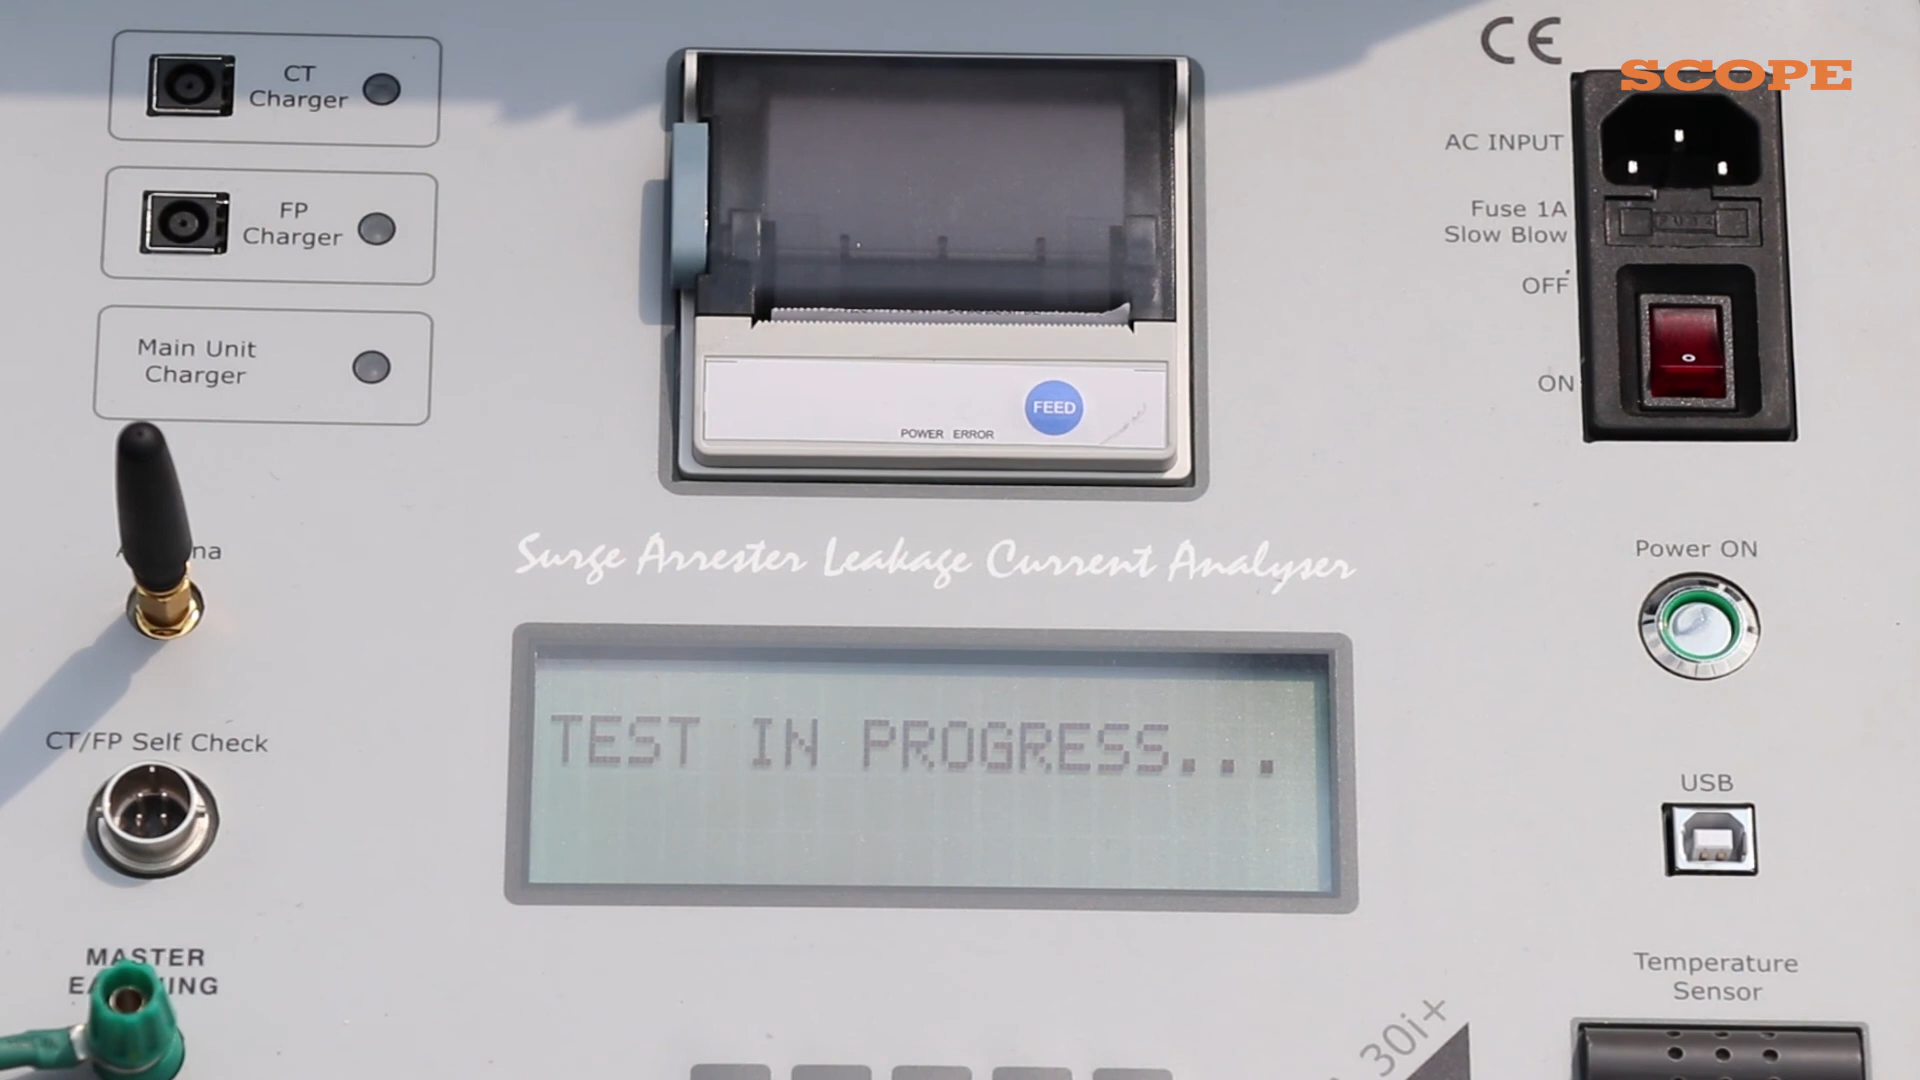 CT
Charger
FP
Charger
Main Unit
Charger
CE
SCOPE
AC INPUT
Fuse 1A
Slow Blow
OFF
ON
FEED
POWER ERROR
Surge Arrester Leakage Current Analyser
Power ON
TEST IN PROGRESS...
CT/FP Self Check
USB
MASTER
Temperature
Sensor
30i+